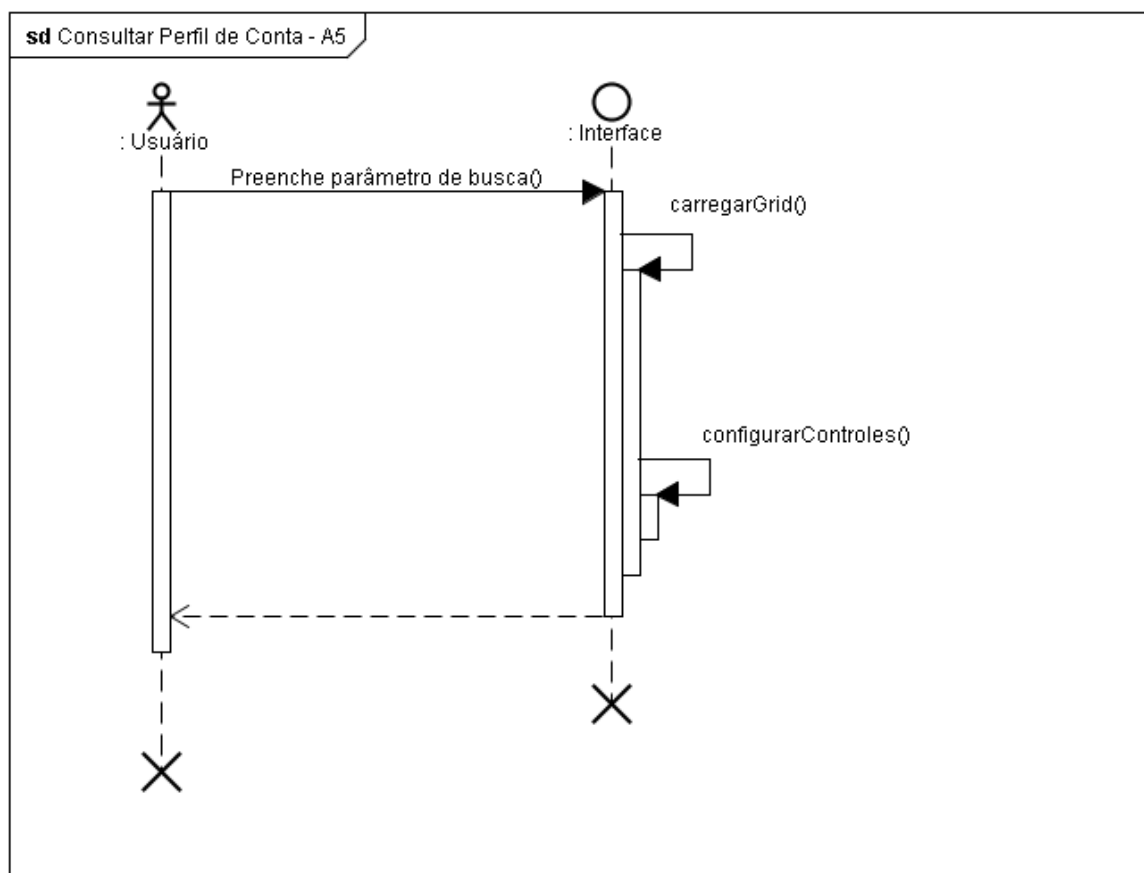 sd Consultar Perfil de Conta - A5
: Usuário
: Interface
Preenche parâmetro de busca()
carregarGrid()
configurarControles()